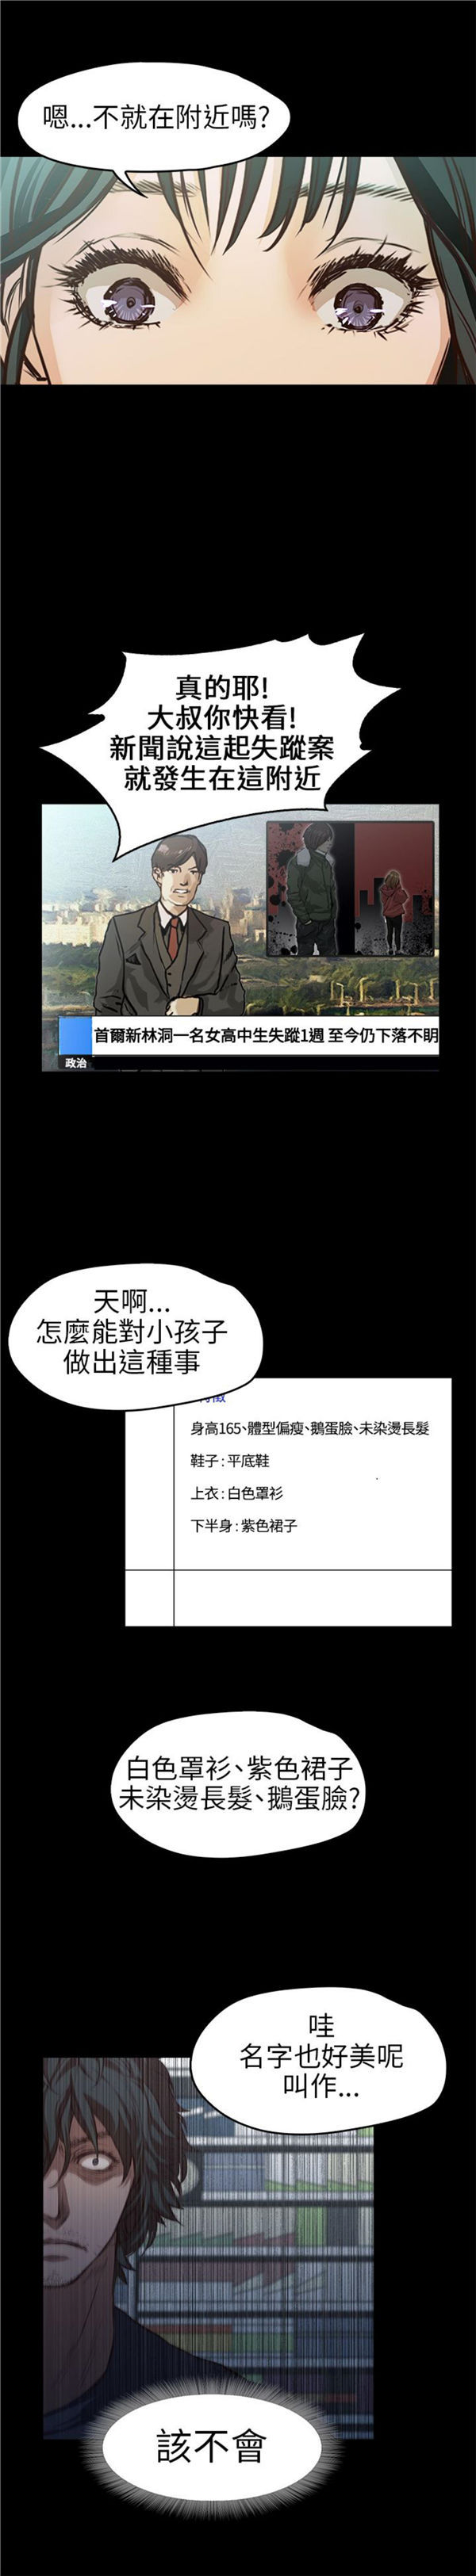 嗯...不就在附近嗎?
真的耶!
大叔你快看!
新聞說這起失蹤案
就發生在這附近
首爾新林洞一名女高中生失蹤1週 至今仍下落不明
政治
天啊...
怎麼能對小孩子
做出這種事
身高165、體型偏瘦、鵝蛋臉、未染燙長髮
鞋子 : 平底鞋
上衣 : 白色罩衫
下半身 : 紫色裙子
白色罩衫、紫色裙子
未染燙長髮、鵝蛋臉?
哇
名字也好美呢
叫作...
該不會